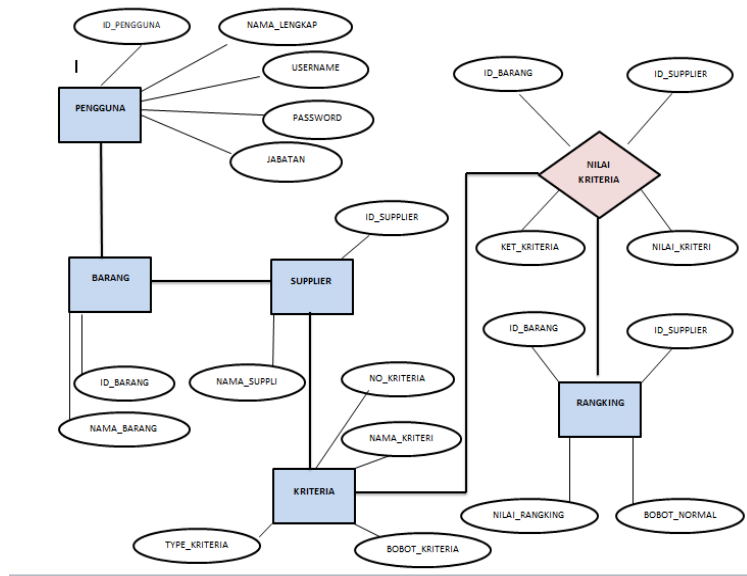 ID_PENGGUNA
NAMA_LENGKAP
USERNAME
PENGGUNA
PASSWORD
JABATAN
ID_BARANG
ID_SUPPLIER
NILAI
KRITERIA
KET_KRITERIA
NILAI_KRITERI
ID_SUPPLIER
BARANG
SUPPLIER
ID_BARANG
NAMA_BARANG
NAMA_SUPPLI
NO_KRITERIA
NAMA_KRITERI
KRITERIA
TYPE_KRITERIA
BOBOT_KRITERIA
ID_BARANG
ID_SUPPLIER
RANGKING
NILAI_RANGKING
BOBOT_NORMAL